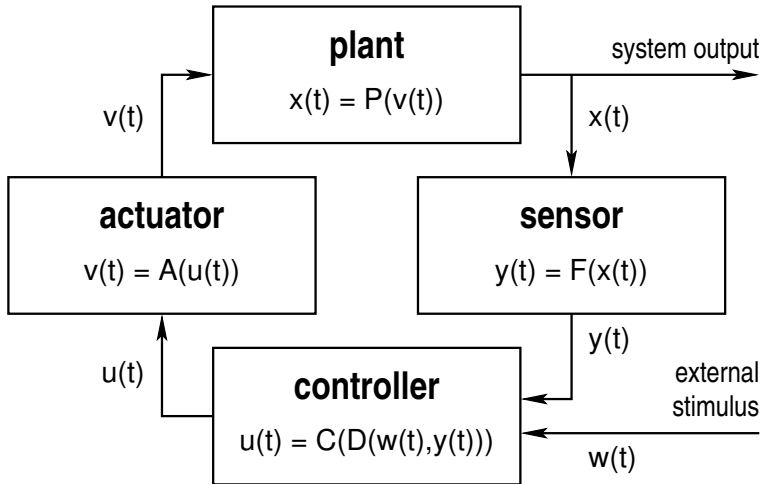 plant
x(t) = P(v(t))
system output
v(t)
x(t)
actuator
v(t) = A(u(t))
sensor
y(t) = F(x(t))
u(t)
y(t)
controller
u(t) = C(D(w(t),y(t)))
external
stimulus
w(t)